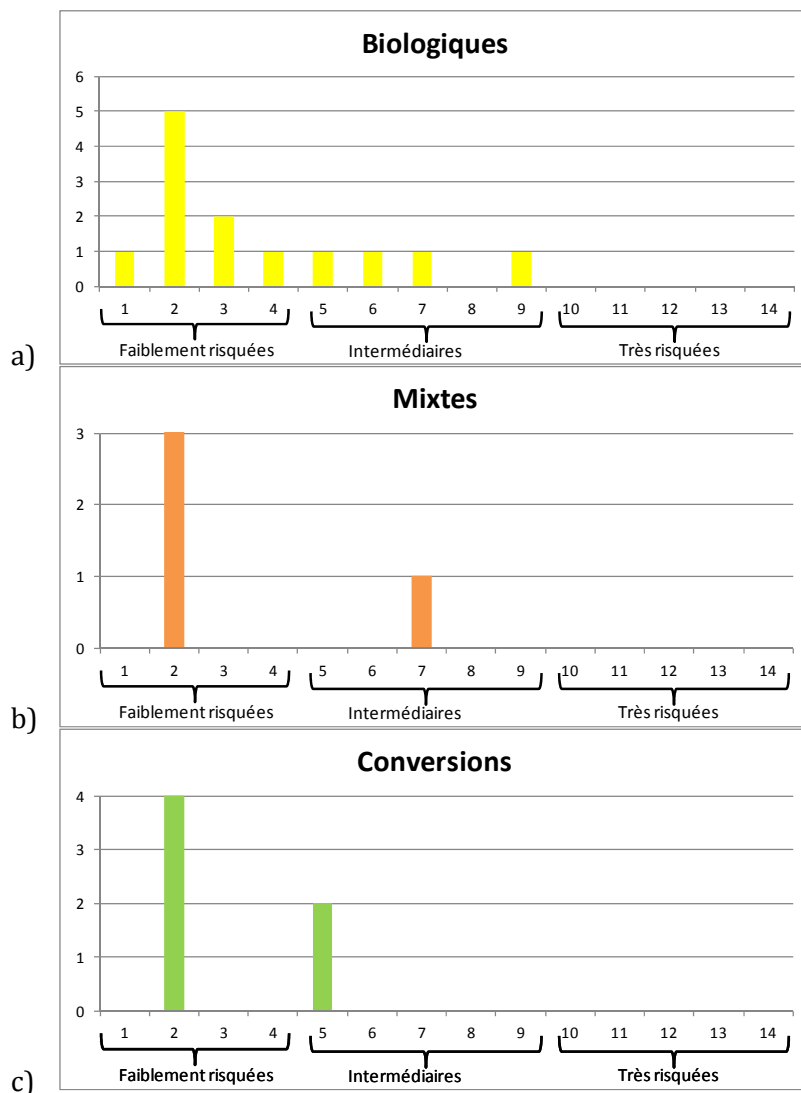 Biologiques
6
5
4
3
2
1
0
1 2 3 4 5 6 7 8 9 10 11 12 13 14
Faiblement risquées Intermédiaires Très risquées
a)
Mixtes
3
2
1
0
1 2 3 4 5 6 7 8 9 10 11 12 13 14
Faiblement risquées Intermédiaires Très risquées
b)
Conversions
4
3
2
1
0
1 2 3 4 5 6 7 8 9 10 11 12 13 14
Faiblement risquées Intermédiaires Très risquées
c)